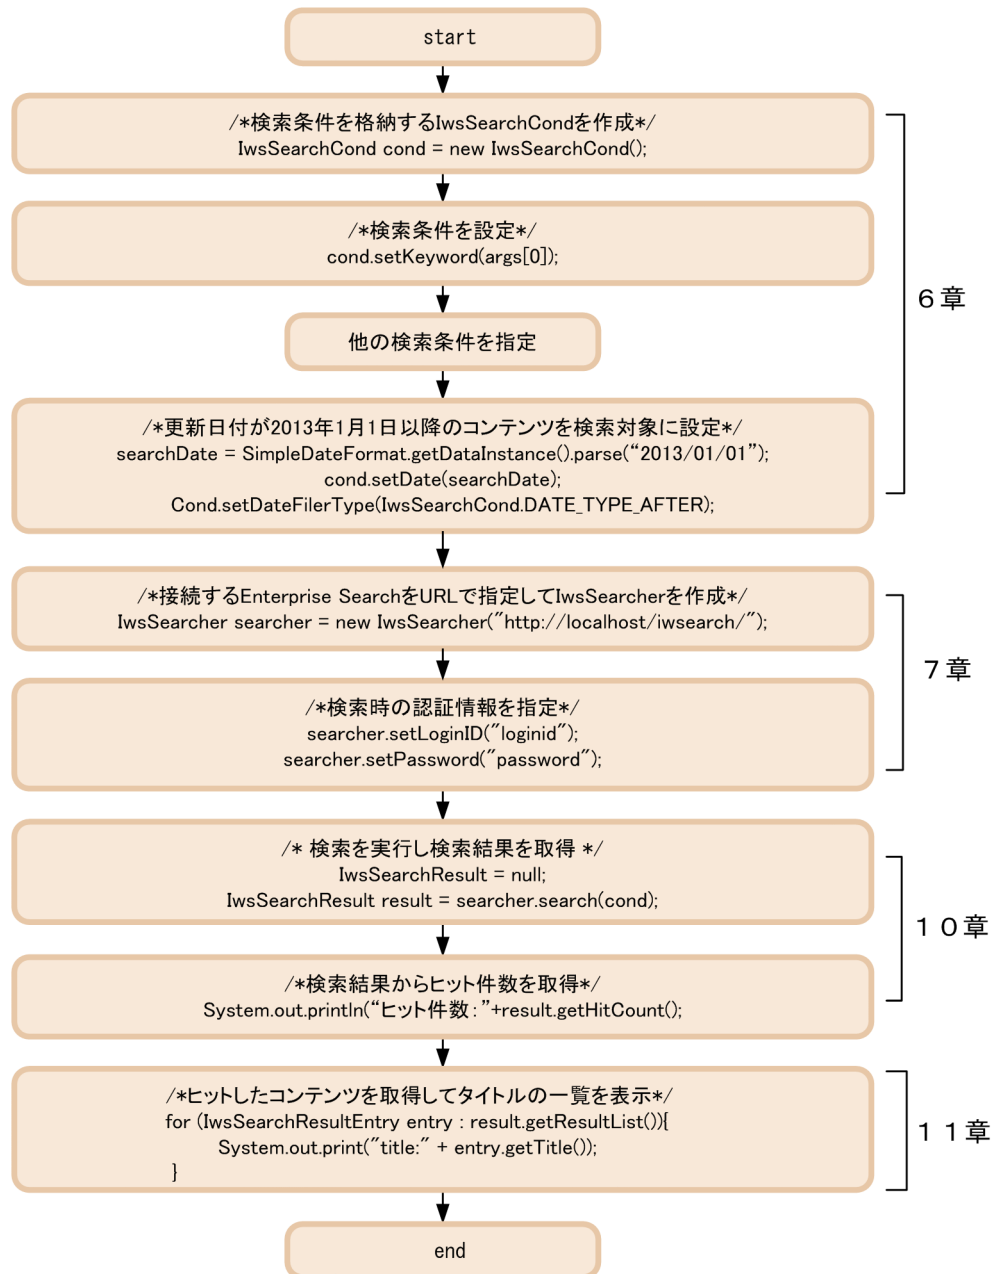 start
/*検索条件を格納するIwsSearchCondを作成*/
IwsSearchCond cond = new IwsSearchCond();
/*検索条件を設定*/
cond.setKeyword(args[0]);
他の検索条件を指定
/*更新日付が2013年1月1日以降のコンテンツを検索対象に設定*/
searchDate = SimpleDateFormat.getDataInstance().parse(“2013/01/01”);
cond.setDate(searchDate);
Cond.setDateFilerType(IwsSearchCond.DATE_TYPE_AFTER);
6章
/*接続するEnterprise SearchをURLで指定してIwsSearcherを作成*/
IwsSearcher searcher = new IwsSearcher("http://localhost/iwsearch/");
/*検索時の認証情報を指定*/
searcher.setLoginID("loginid");
searcher.setPassword("password");
7章
/* 検索を実行し検索結果を取得 */
IwsSearchResult = null;
IwsSearchResult result = searcher.search(cond);
/*検索結果からヒット件数を取得*/
System.out.println(“ヒット件数：”+result.getHitCount();
10章
/*ヒットしたコンテンツを取得してタイトルの一覧を表示*/
for (IwsSearchResultEntry entry : result.getResultList()){
System.out.print("title:" + entry.getTitle());
}
11章
end